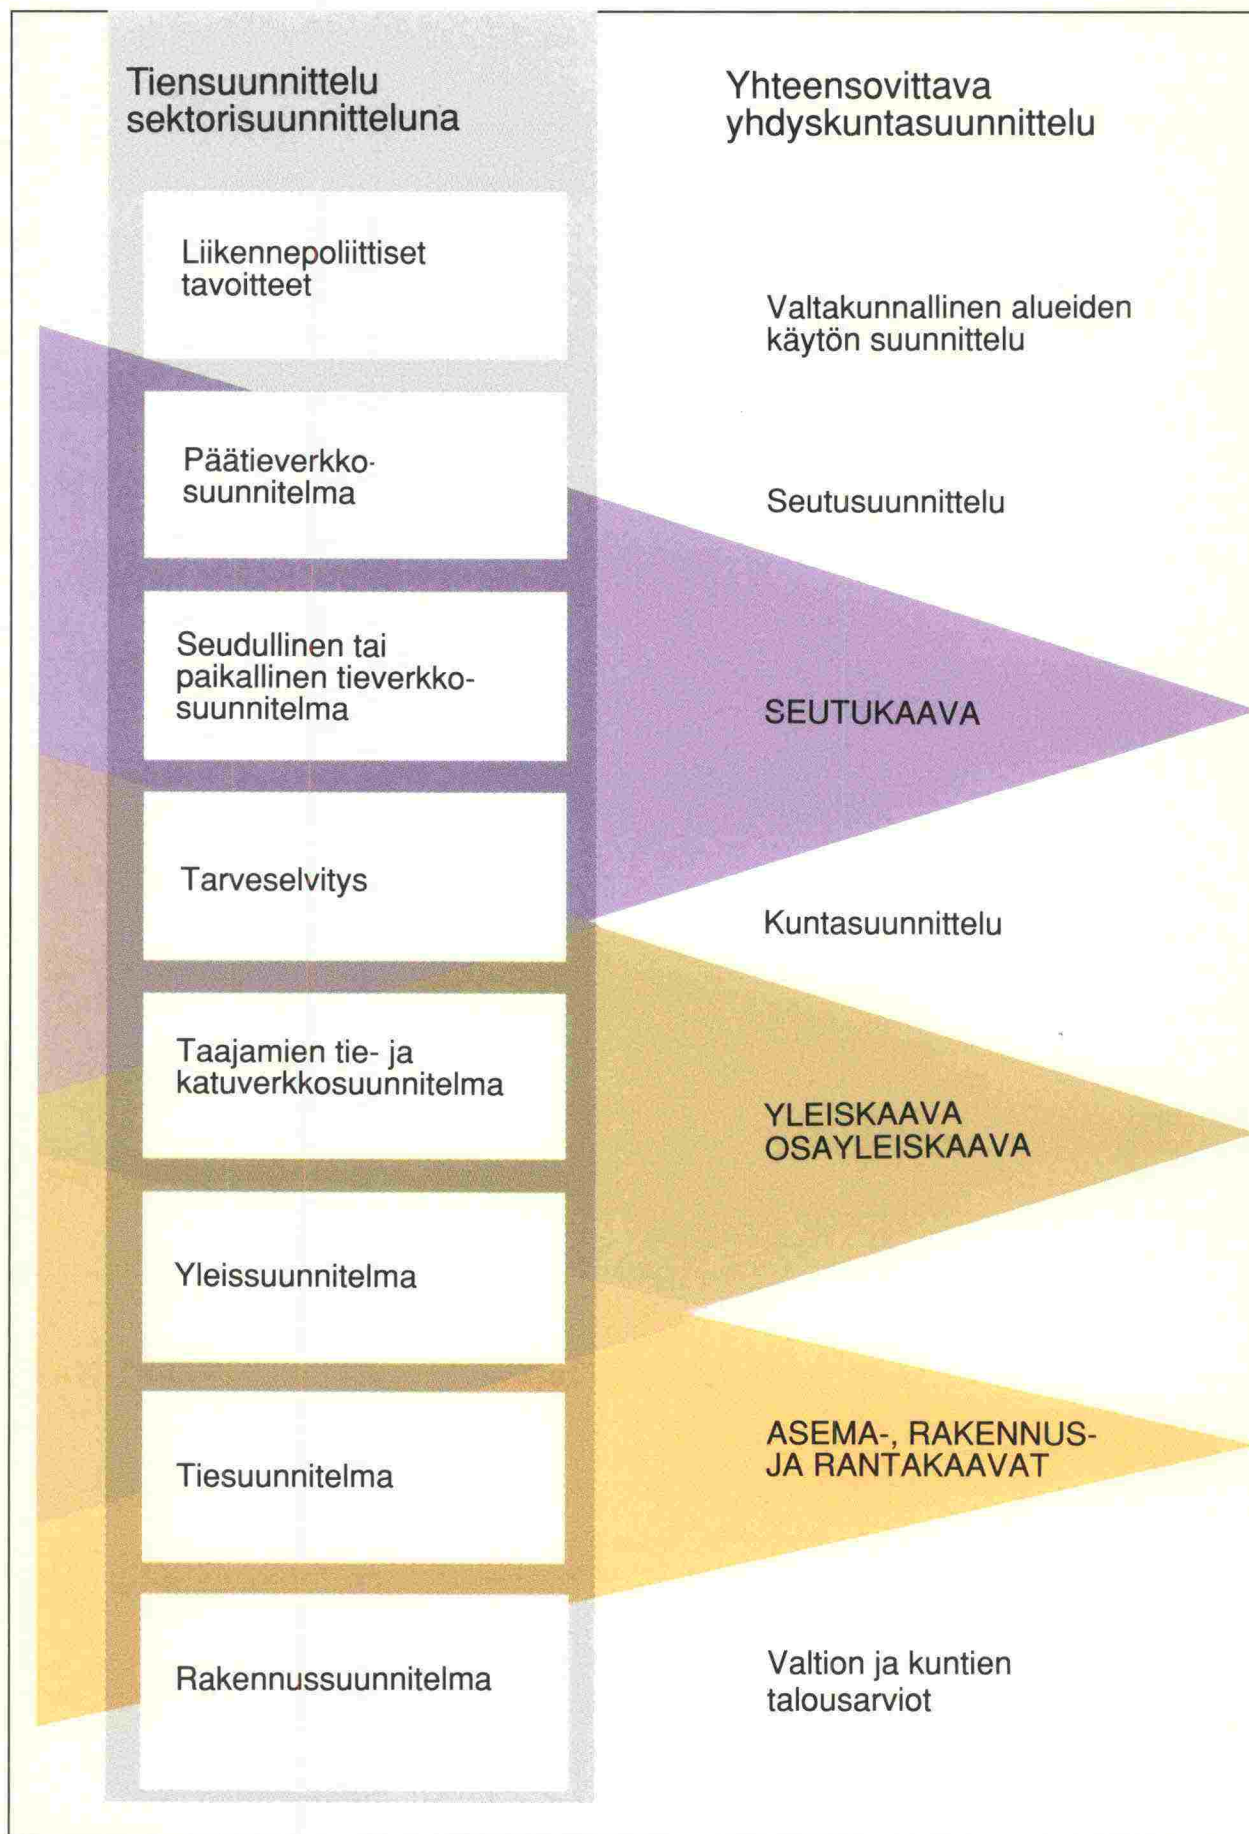 Tiensuunnittelu
sektorisuunnitteluna
Yhteensovittava
yhdyskuntasuunnittelu
Liikennepoliittiset
tavoitteet
Valtakunnallinen alueiden
käytön suunnittelu
Päätieverkko-
suunnitelma
Seutusuunnittelu
Seudullinen tai
paikallinen tieverkko-
suunnitelma
SEUTUKAAVA
Tarveselvitys
Kuntasuunnittelu
Taajamien tie- ja
katuverkkosuunnitelma
YLEISKAAVA
OSAYLEISKAAVA
Yleissuunnitelma
ASEMA-, RAKENNUS-
JA RANTAKAAVAT
Tiesuunnitelma
Rakennussuunnitelma
Valtion ja kuntien
talousarviot